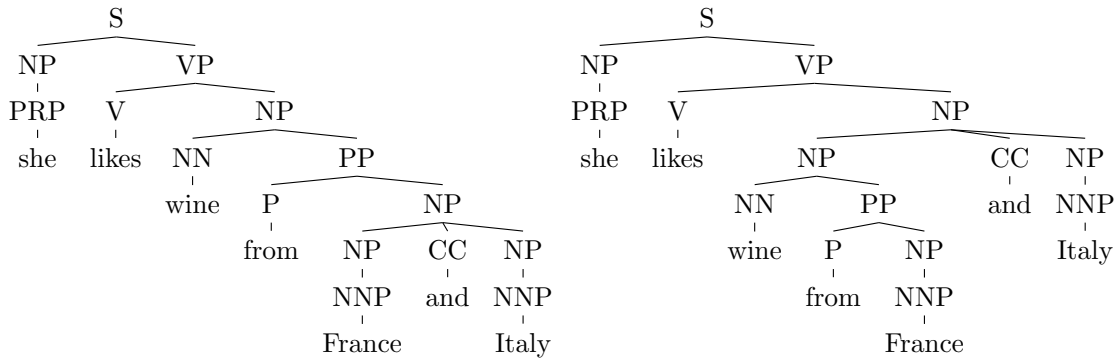 S S
NP VP NP VP
PRP V NP PRP V NP
she likes NN PP she likes NP CC NP
wine P NP NN PP and NNP
from NP CC NP wine P NP Italy
NNP and NNP from NNP
France Italy France